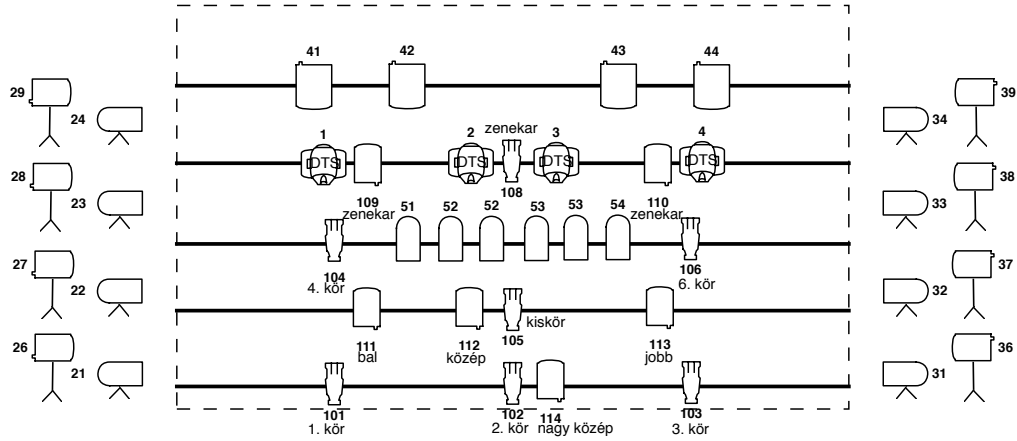 41 42 43 44
29 39
24 34
zenekar
1 2 3 4
DTS DTS DTS DTS
108
28 38
109 110
23 33
zenekar 51 52 52 53 53 54 zenekar
27 37
104 106
4. kör 6. kör
22 32
kiskör
105
26 111 112 113 36
bal közép jobb
21 31
101 102 114 103
1. kör 2. kör nagy közép 3. kör